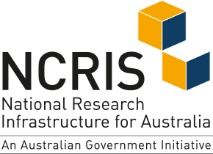 NCRIS
National Research
Infrastructure for Australia
An Australian Government Initiative